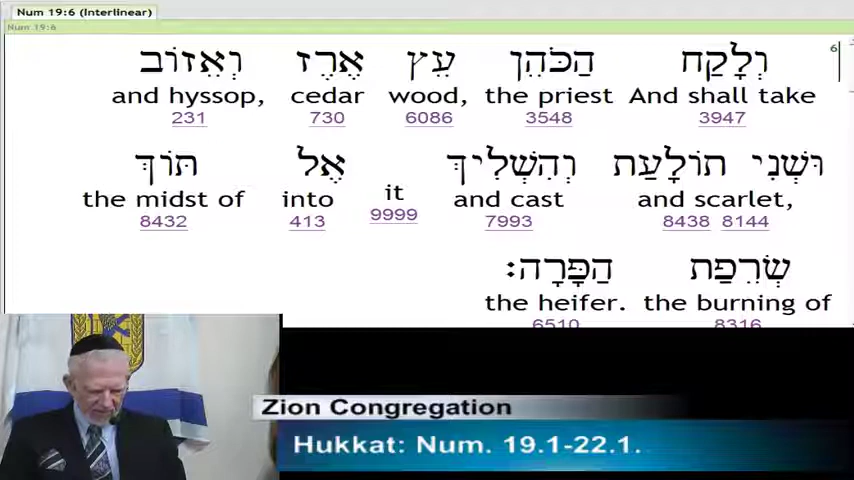 Num 19:6 (Interlinear)
Num 19:6
6
וְלָקַח הַכֹּהֵן עֵץ אֶרֶז וְאֵזוֹב
and hyssop, cedar wood, the priest And shall take
231 730 6086 3548 3947
וּשְׁנִי תוֹלָעַת וְהִשְׁלִיךְ אֶל תּוֹךְ
the midst of into it and cast and scarlet,
8432 413 9999 7993 8438 8144
שְׂרֵפַת הַפָּרָה׃
the heifer. the burning of
6510 8316
Zion Congregation
Hukkat: Num. 19.1-22.1.